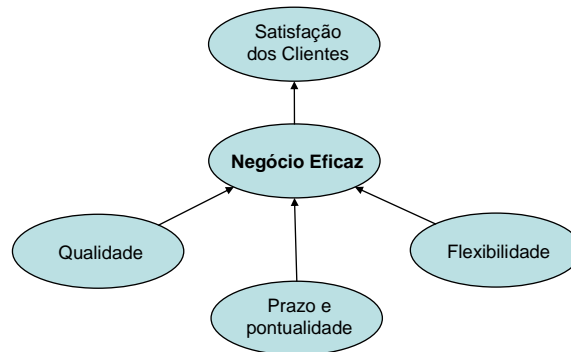 Satisfação
dos Clientes
Negócio Eficaz
Qualidade
Flexibilidade
Prazo e
pontualidade